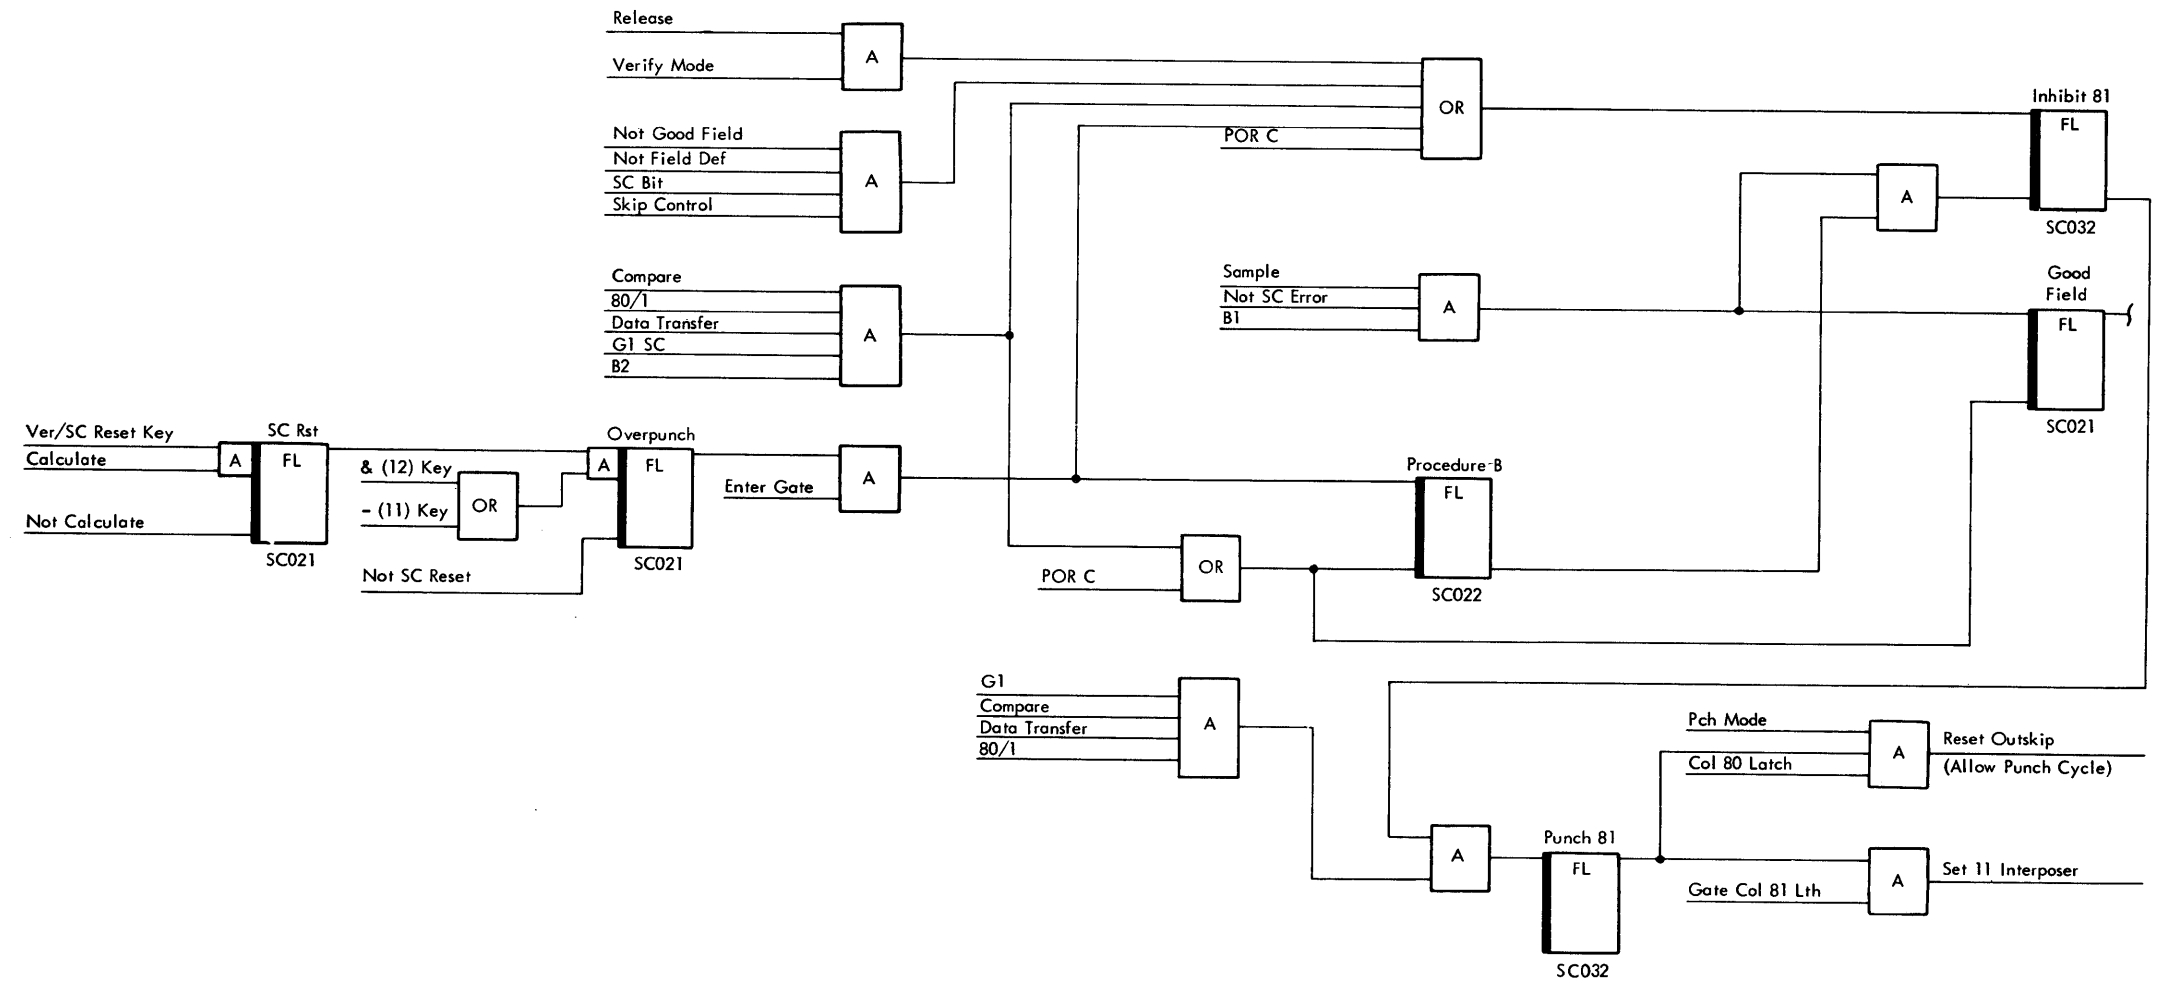 Release
Verify Mode
A
Not Good Field
Not Field Def
SC Bit
Skip Control
A
POR C
OR
Inhibit 81
FL
SC032
A
Compare
80/1
Data Transfer
G1 SC
B2
A
Sample
Not SC Error
B1
A
Good
Field
FL
SC021
Ver/SC Reset Key
Calculate
A
SC Rst
FL
Not Calculate
SC021
& (12) Key
- (11) Key
OR
Overpunch
A
FL
Not SC Reset
SC021
Enter Gate
A
Procedure-B
FL
SC022
POR C
OR
G1
Compare
Data Transfer
80/1
A
A
Punch 81
FL
SC032
Pch Mode
Col 80 Latch
A
Reset Outskip
(Allow Punch Cycle)
Gate Col 81 Lth
A
Set 11 Interposer